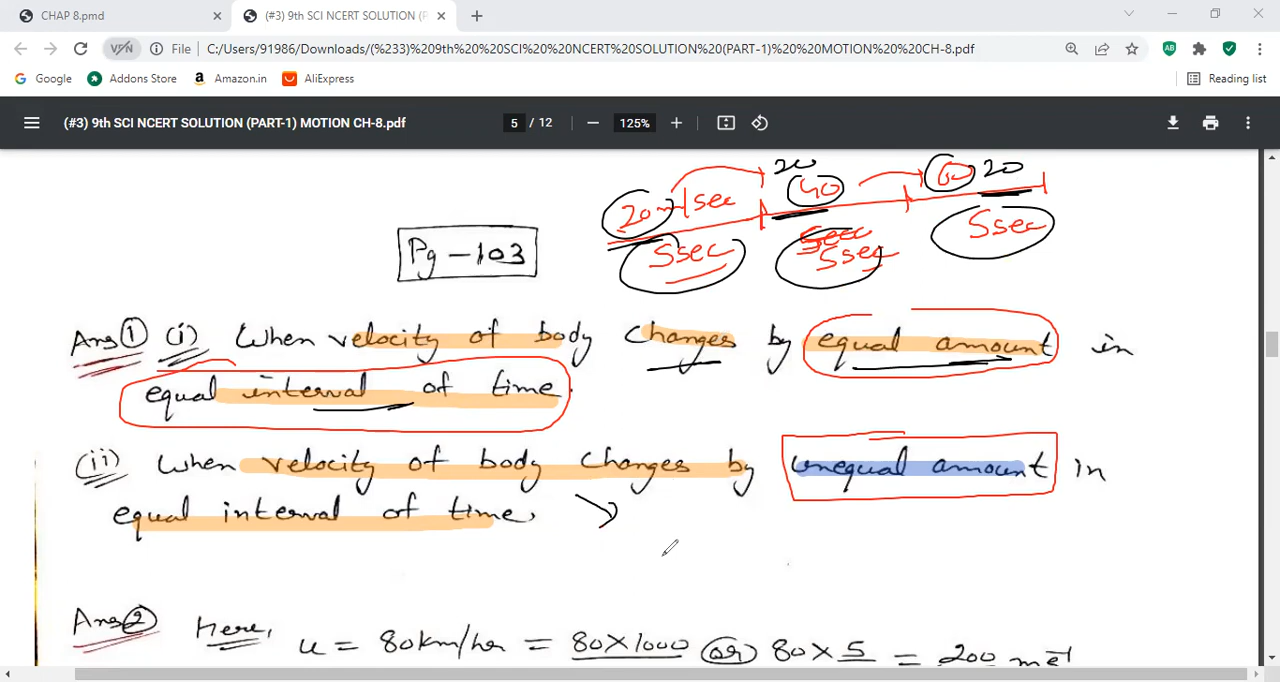 CHAP 8.pmd
(#3) 9th SCI NCERT SOLUTION (P
VPN File C:/Users/91986/Downloads/(%233)%209th%20%20SCI%20%20NCERT%20SOLUTION%20(PART-1)%20%20MOTION%20%20CH-8.pdf
AB
Google Addons Store Amazon.in AliExpress Reading list
(#3) 9th SCI NCERT SOLUTION (PART-1) MOTION CH-8.pdf 5 / 12 125%
20 40 60 20
20m/sec
5sec 5sec 5sec
Pg-103
Ans 1 (i) When velocity of body changes by equal amount in
equal interval of time
(ii) When velocity of body changes by unequal amount in
equal interval of time.
Ans 2 Here, u = 80km/hr = 80×1000 (or) 80×5 = 200